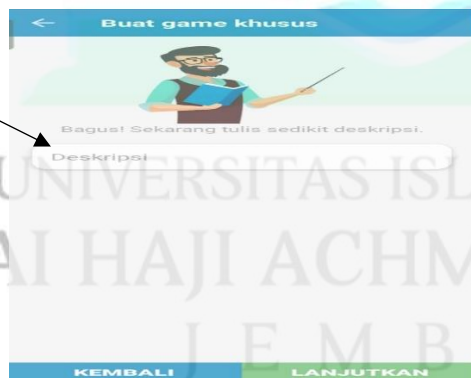 Buat game khusus
Bagus! Sekarang tulis sedikit deskripsi.
Deskripsi
UNIVERSITAS ISL
AI HAJI ACHM
J E M B
KEMBALI
LANJUTKAN